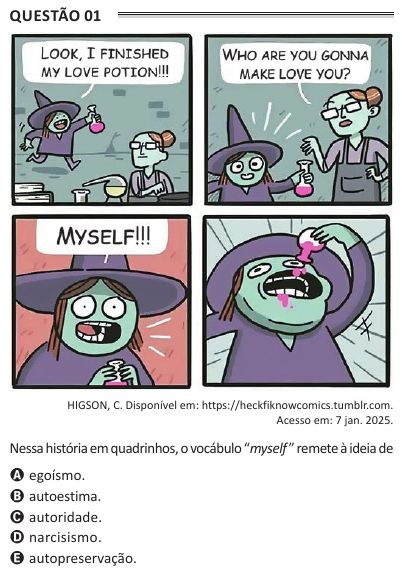 QUESTÃO 01
LOOK, I FINISHED
MY LOVE POTION!!!
WHO ARE YOU GONNA
MAKE LOVE YOU?
MYSELF!!!
HIGSON, C. Disponível em: https://heckfiknowcomics.tumblr.com.
Acesso em: 7 jan. 2025.
Nessa história em quadrinhos, o vocábulo “myself” remete à ideia de
A egoísmo.
B autoestima.
C autoridade.
D narcisismo.
E autopreservação.